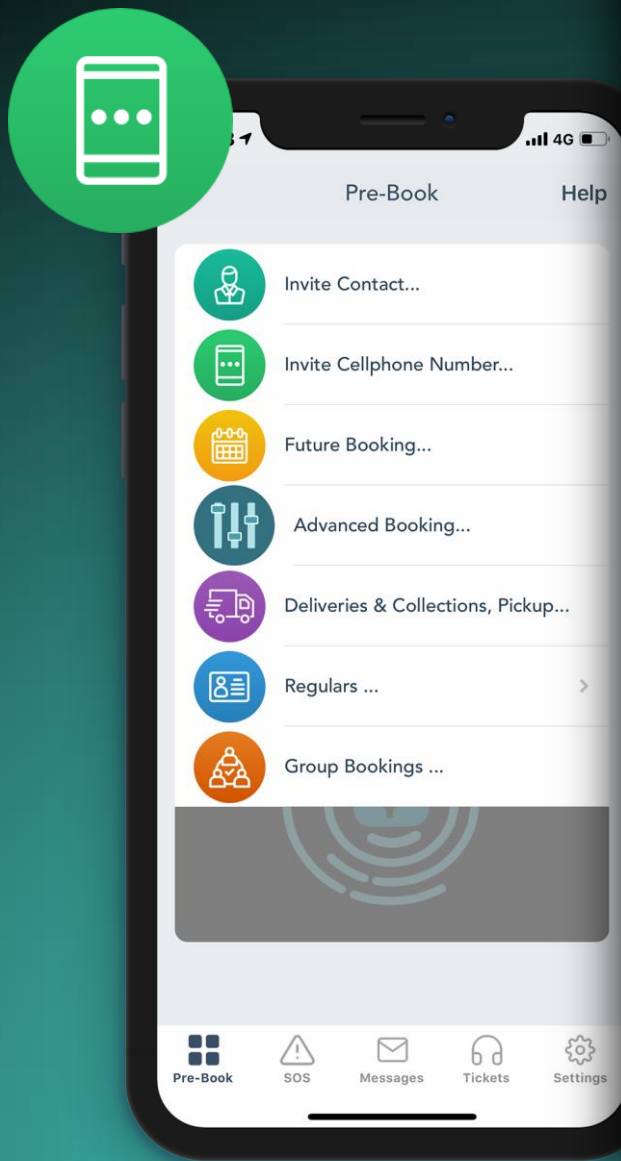 4G
Pre-Book
Help
Invite Contact...
Invite Cellphone Number...
Future Booking...
Advanced Booking...
Deliveries & Collections, Pickup...
Regulars ...
Group Bookings ...
Pre-Book
SOS
Messages
Tickets
Settings